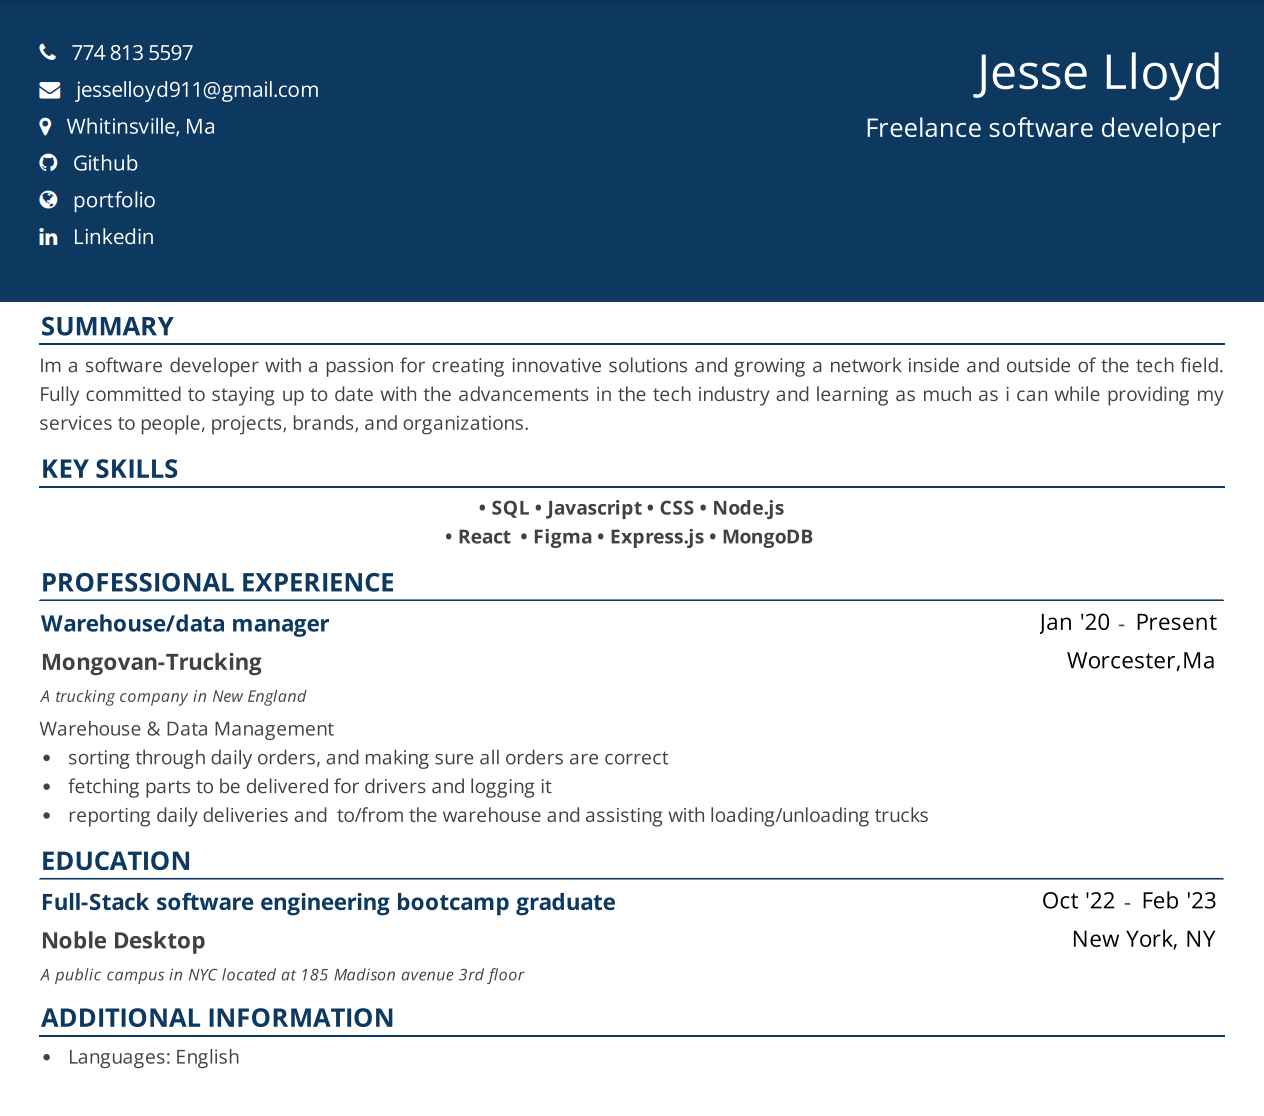 774 813 5597
jesselloyd911@gmail.com
Whitinsville, Ma
Github
portfolio
Linkedin
Jesse Lloyd
Freelance software developer
SUMMARY
Im a software developer with a passion for creating innovative solutions and growing a network inside and outside of the tech field.
Fully committed to staying up to date with the advancements in the tech industry and learning as much as i can while providing my
services to people, projects, brands, and organizations.
KEY SKILLS
• SQL • Javascript • CSS • Node.js
• React • Figma • Express.js • MongoDB
PROFESSIONAL EXPERIENCE
Warehouse/data manager Jan '20 - Present
Mongovan-Trucking Worcester,Ma
A trucking company in New England
Warehouse & Data Management
• sorting through daily orders, and making sure all orders are correct
• fetching parts to be delivered for drivers and logging it
• reporting daily deliveries and to/from the warehouse and assisting with loading/unloading trucks
EDUCATION
Full-Stack software engineering bootcamp graduate Oct '22 - Feb '23
Noble Desktop New York, NY
A public campus in NYC located at 185 Madison avenue 3rd floor
ADDITIONAL INFORMATION
• Languages: English